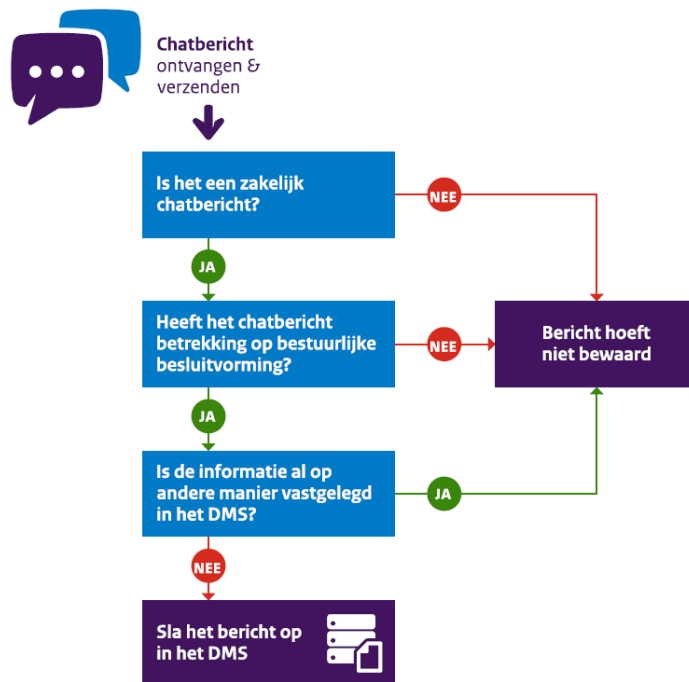 Chatbericht
ontvangen &
verzenden
Is het een zakelijk
chatbericht?
NEE
JA
Heeft het chatbericht
betrekking op bestuurlijke
besluitvorming?
NEE
Bericht hoeft
niet bewaard
JA
Is de informatie al op
andere manier vastgelegd
in het DMS?
JA
NEE
Sla het bericht op
in het DMS